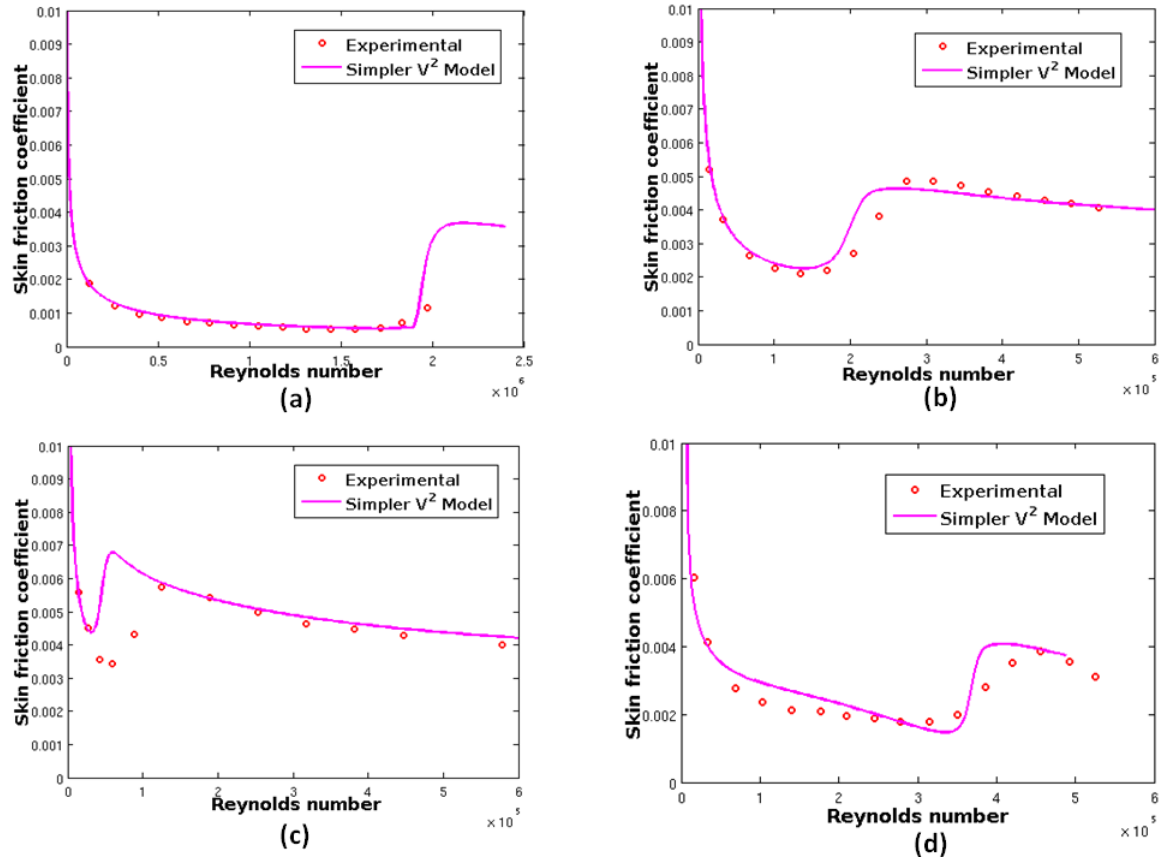 0.01
0.009
0.008
0.007
0.006
0.005
0.004
0.003
0.002
0.001
0
Skin friction coefficient
Experimental
Simpler V² Model
0 0.5 1 1.5 2 2.5
Reynolds number
× 10⁶
(a)
0.01
0.009
0.008
0.007
0.006
0.005
0.004
0.003
0.002
0.001
0
Skin friction coefficient
Experimental
Simpler V² Model
0 1 2 3 4 5 6
Reynolds number
× 10⁵
(b)
0.01
0.009
0.008
0.007
0.006
0.005
0.004
0.003
0.002
0.001
0
Skin friction coefficient
Experimental
Simpler V² Model
0 1 2 3 4 5 6
Reynolds number
× 10⁵
(c)
0.01
0.008
0.006
0.004
0.002
0
Skin friction coefficient
Experimental
Simpler V² Model
0 1 2 3 4 5 6
Reynolds number
× 10⁵
(d)